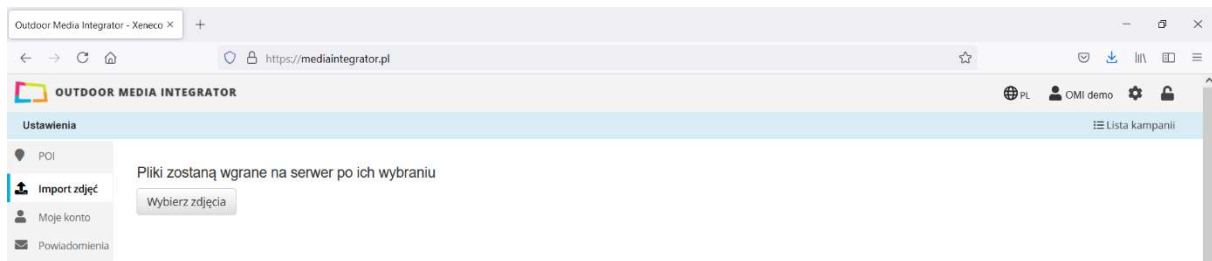 Outdoor Media Integrator - Xeneco
https://mediaintegrator.pl
OUTDOOR MEDIA INTEGRATOR
PL
OMI demo
Ustawienia
Lista kampanii
POI
Import zdjęć
Moje konto
Powiadomienia
Pliki zostaną wgrane na serwer po ich wybraniu
Wybierz zdjęcia